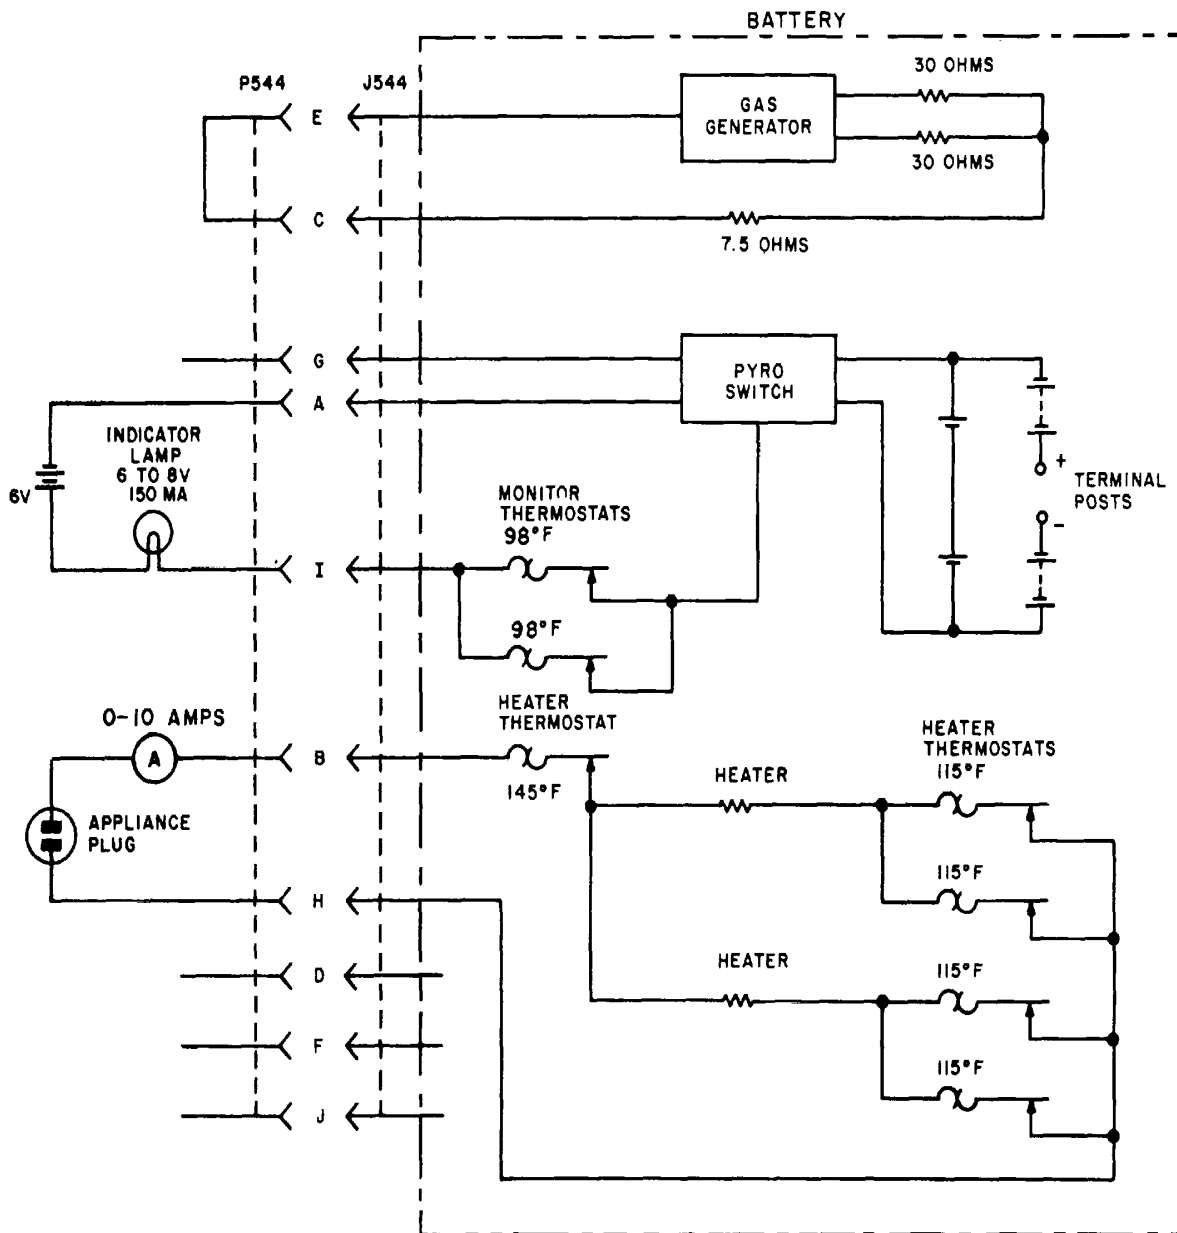 BATTERY
P544
J544
30 OHMS
E
GAS
GENERATOR
30 OHMS
C
7.5 OHMS
G
PYRO
SWITCH
A
INDICATOR
LAMP
6 TO 8V
150 MA
6V
MONITOR
THERMOSTATS
98°F
+
TERMINAL
POSTS
-
I
98°F
HEATER
THERMOSTAT
0-10 AMPS
A
B
145°F
HEATER
THERMOSTATS
115°F
HEATER
APPLIANCE
PLUG
115°F
H
HEATER
115°F
D
F
115°F
J